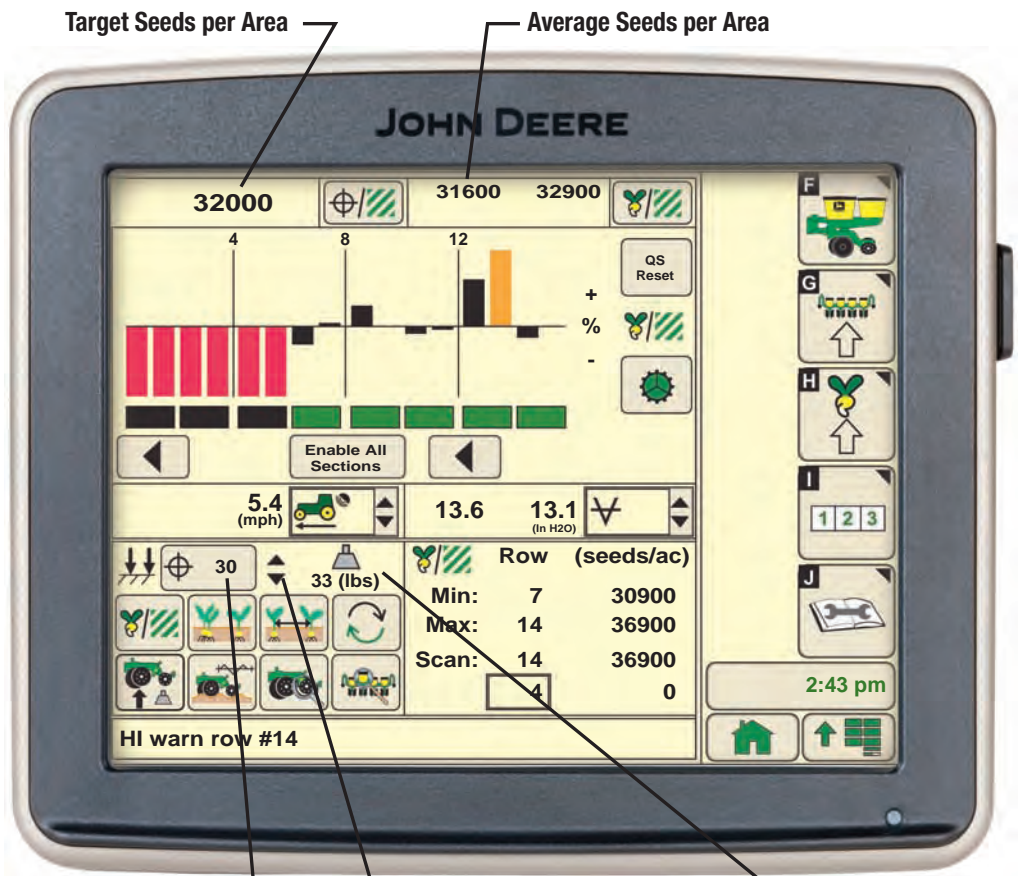 Target Seeds per Area
Average Seeds per Area
JOHN DEERE
32000
31600 32900
4 8 12
QS
Reset
+
%
-
Enable All
Sections
5.4
(mph)
13.6 13.1
(In H2O)
30
33 (lbs)
Row (seeds/ac)
Min: 7 30900
Max: 14 36900
Scan: 14 36900
4 0
HI warn row #14
F
G
H
I
1 2 3
J
2:43 pm